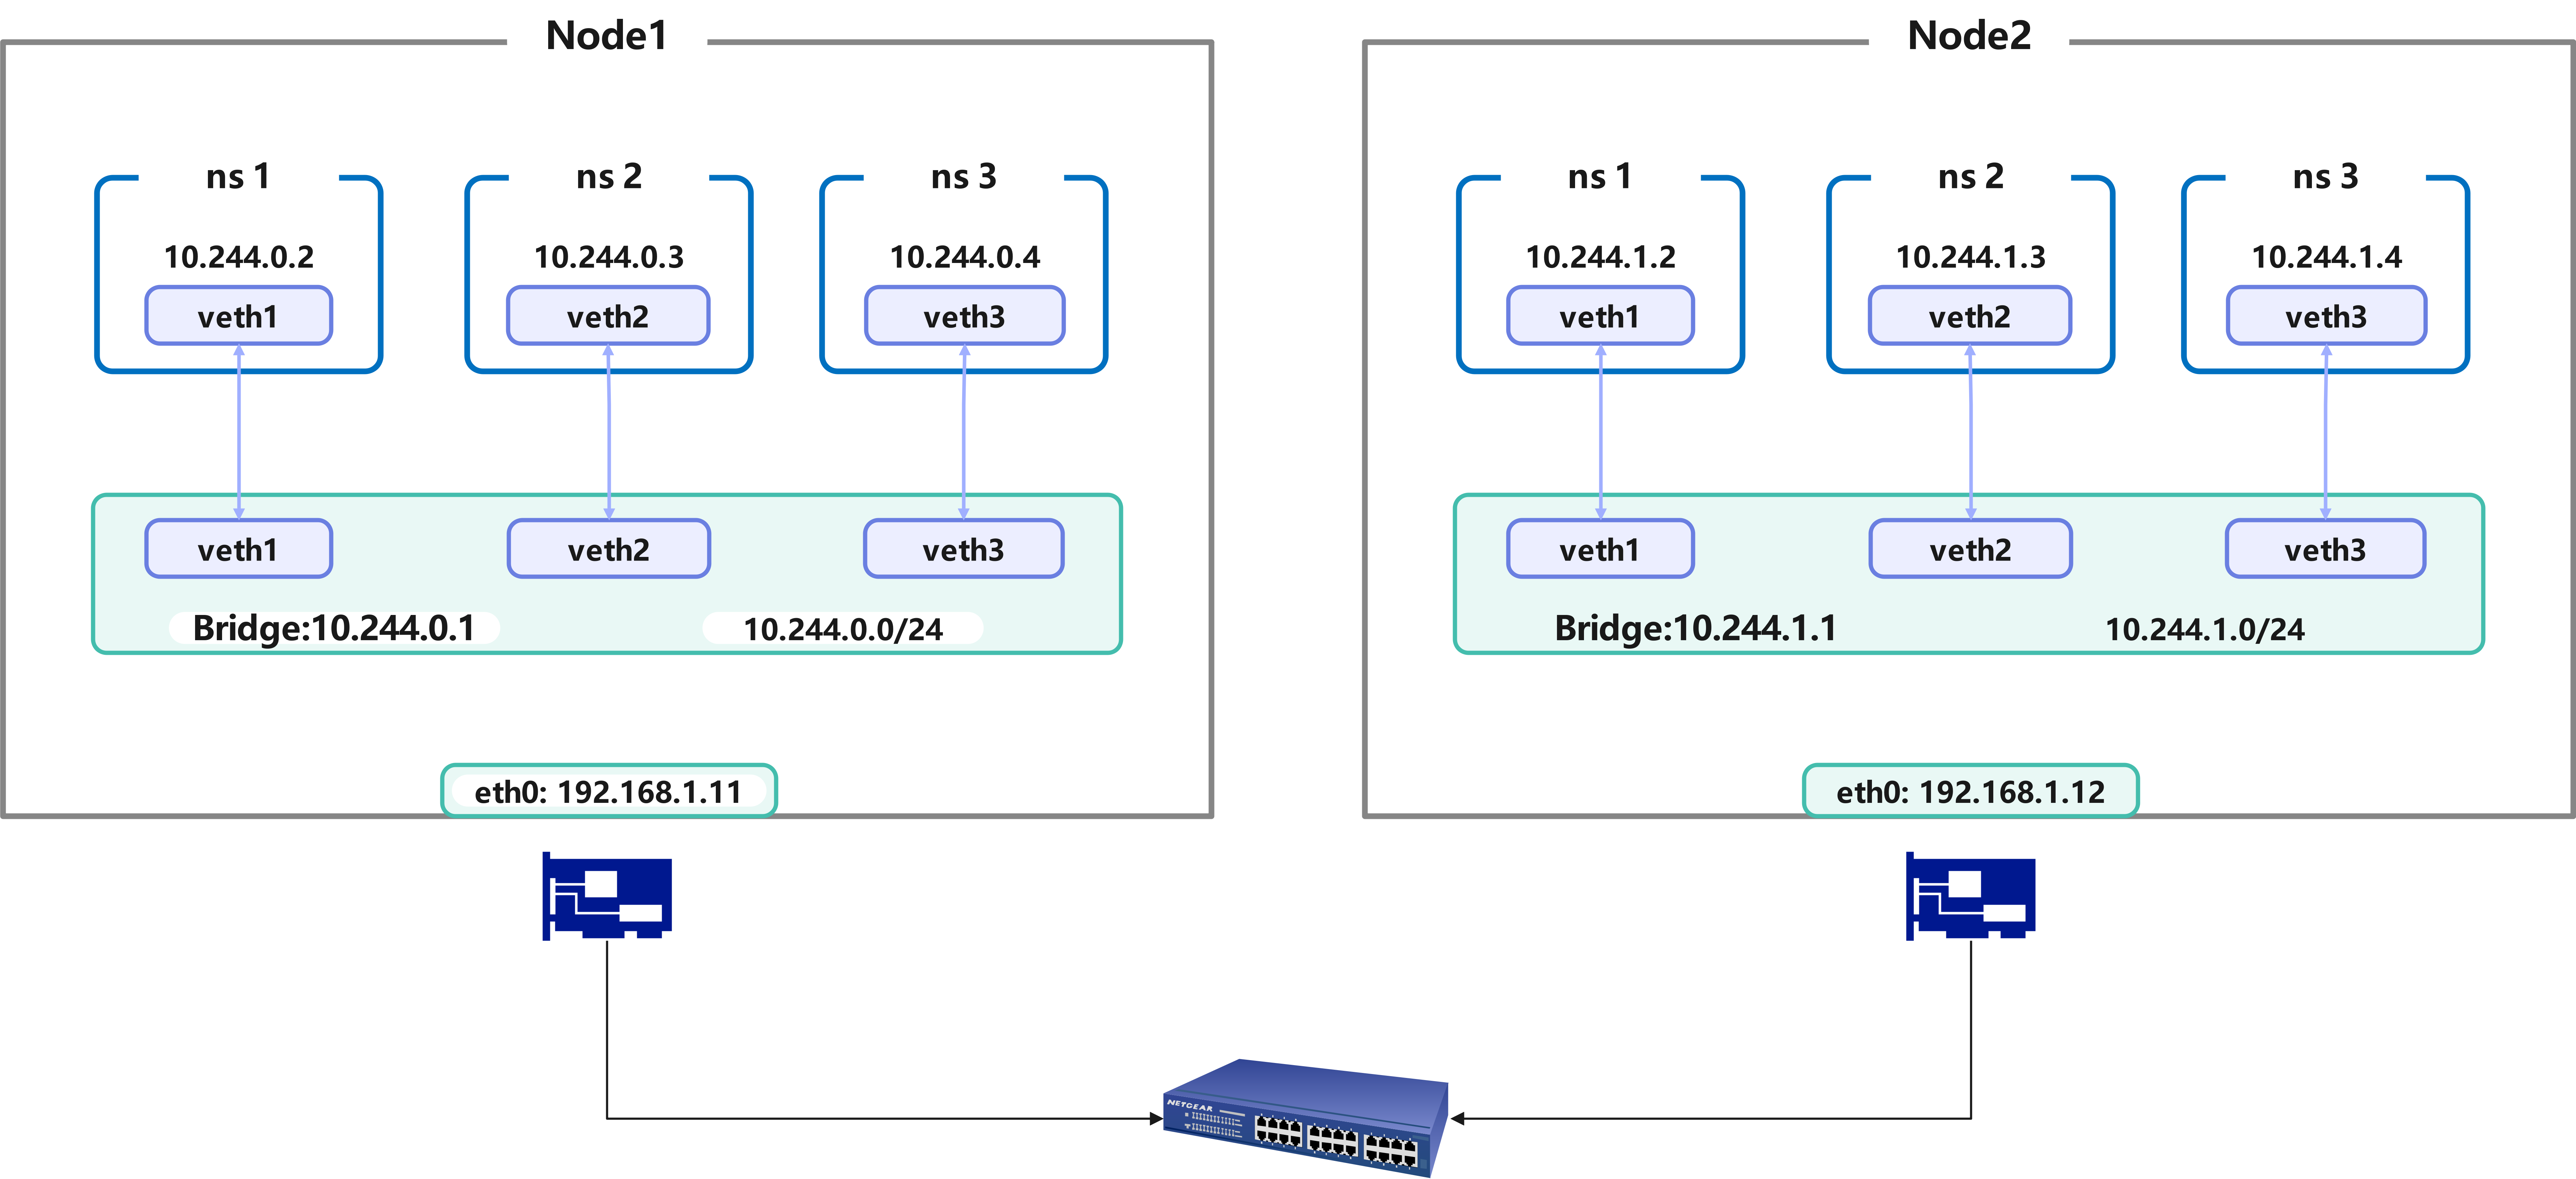 Node1
ns 1
ns 2
ns 3
10.244.0.2
10.244.0.3
10.244.0.4
veth1
veth2
veth3
veth1
veth2
veth3
Bridge:10.244.0.1
10.244.0.0/24
eth0: 192.168.1.11
Node2
ns 1
ns 2
ns 3
10.244.1.2
10.244.1.3
10.244.1.4
veth1
veth2
veth3
veth1
veth2
veth3
Bridge:10.244.1.1
10.244.1.0/24
eth0: 192.168.1.12
NETGEAR